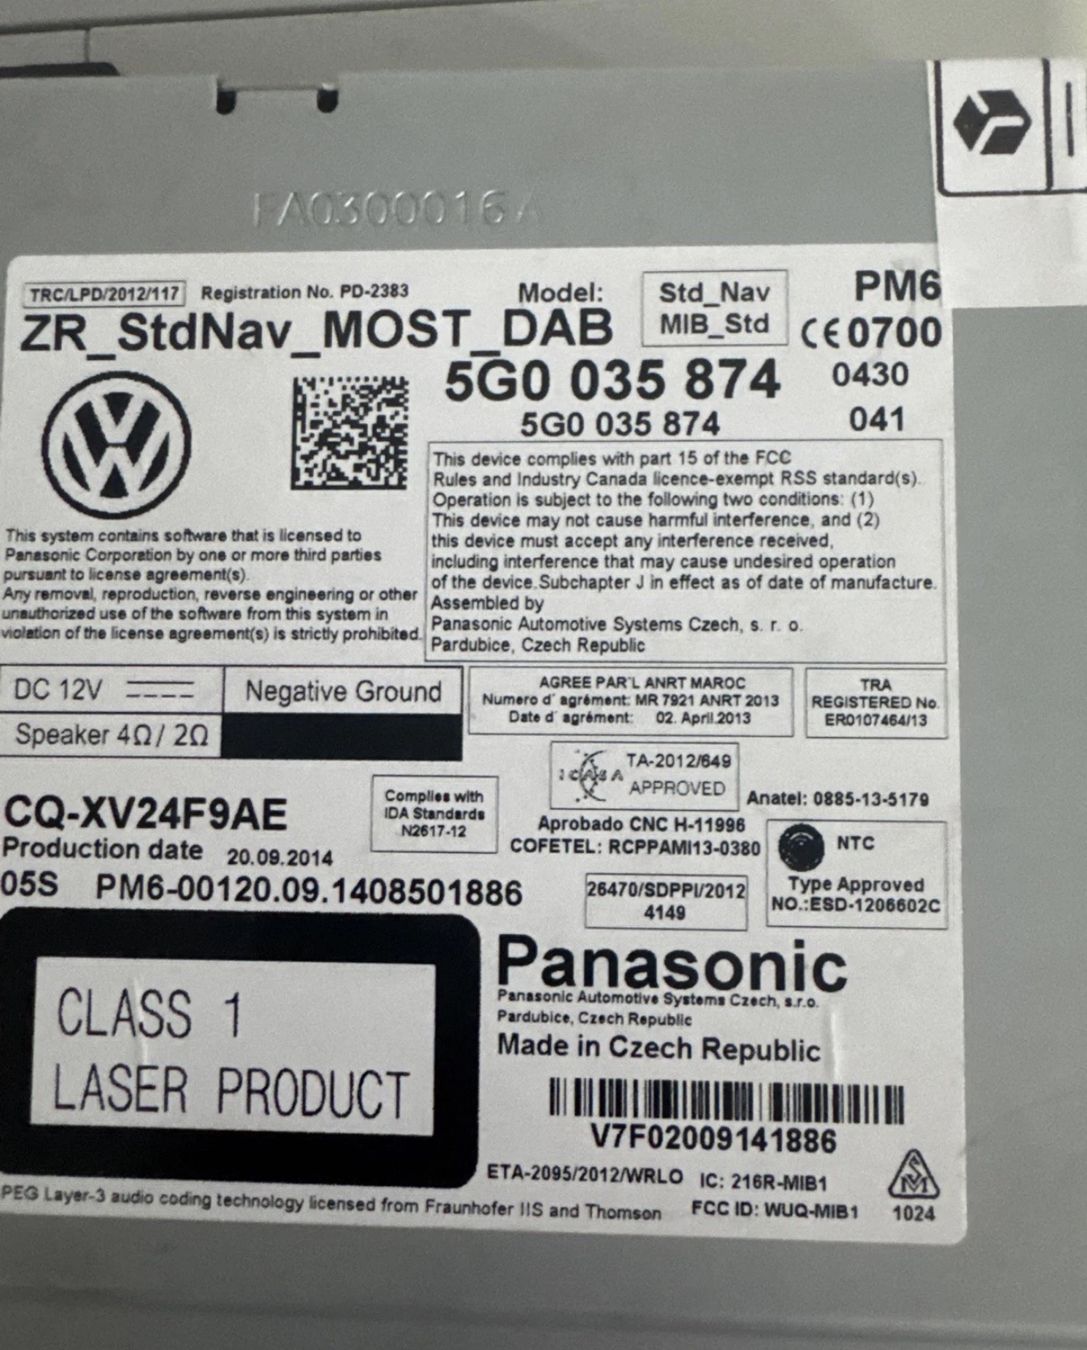 FA0300016A
TRC/LPD/2012/117 Registration No. PD-2383
ZR_StdNav_MOST_DAB
Model:
Std_Nav
MIB_Std
PM6
CE0700
5G0 035 874
0430
5G0 035 874
041
This device complies with part 15 of the FCC
Rules and Industry Canada licence-exempt RSS standard(s).
Operation is subject to the following two conditions: (1)
This device may not cause harmful interference, and (2)
this device must accept any interference received,
including interference that may cause undesired operation
of the device.Subchapter J in effect as of date of manufacture.
Assembled by
Panasonic Automotive Systems Czech, s. r. o.
Pardubice, Czech Republic
This system contains software that is licensed to
Panasonic Corporation by one or more third parties
pursuant to license agreement(s).
Any removal, reproduction, reverse engineering or other
unauthorized use of the software from this system in
violation of the license agreement(s) is strictly prohibited.
DC 12V
Negative Ground
Speaker 4Ω/ 2Ω
AGREE PAR'L ANRT MAROC
Numero d' agrément: MR 7921 ANRT 2013
Date d' agrément: 02. April.2013
TRA
REGISTERED No.
ER0107464/13
ICASA
TA-2012/649
APPROVED
Anatel: 0885-13-5179
CQ-XV24F9AE
Complies with
IDA Standards
N2617-12
Aprobado CNC H-11996
COFETEL: RCPPAMI13-0380
NTC
Type Approved
NO.:ESD-1206602C
Production date 20.09.2014
05S PM6-00120.09.1408501886
26470/SDPPI/2012
4149
CLASS 1
LASER PRODUCT
Panasonic
Panasonic Automotive Systems Czech, s.r.o.
Pardubice, Czech Republic
Made in Czech Republic
V7F02009141886
ETA-2095/2012/WRLO IC: 216R-MIB1
PEG Layer-3 audio coding technology licensed from Fraunhofer IIS and Thomson
FCC ID: WUQ-MIB1
1024